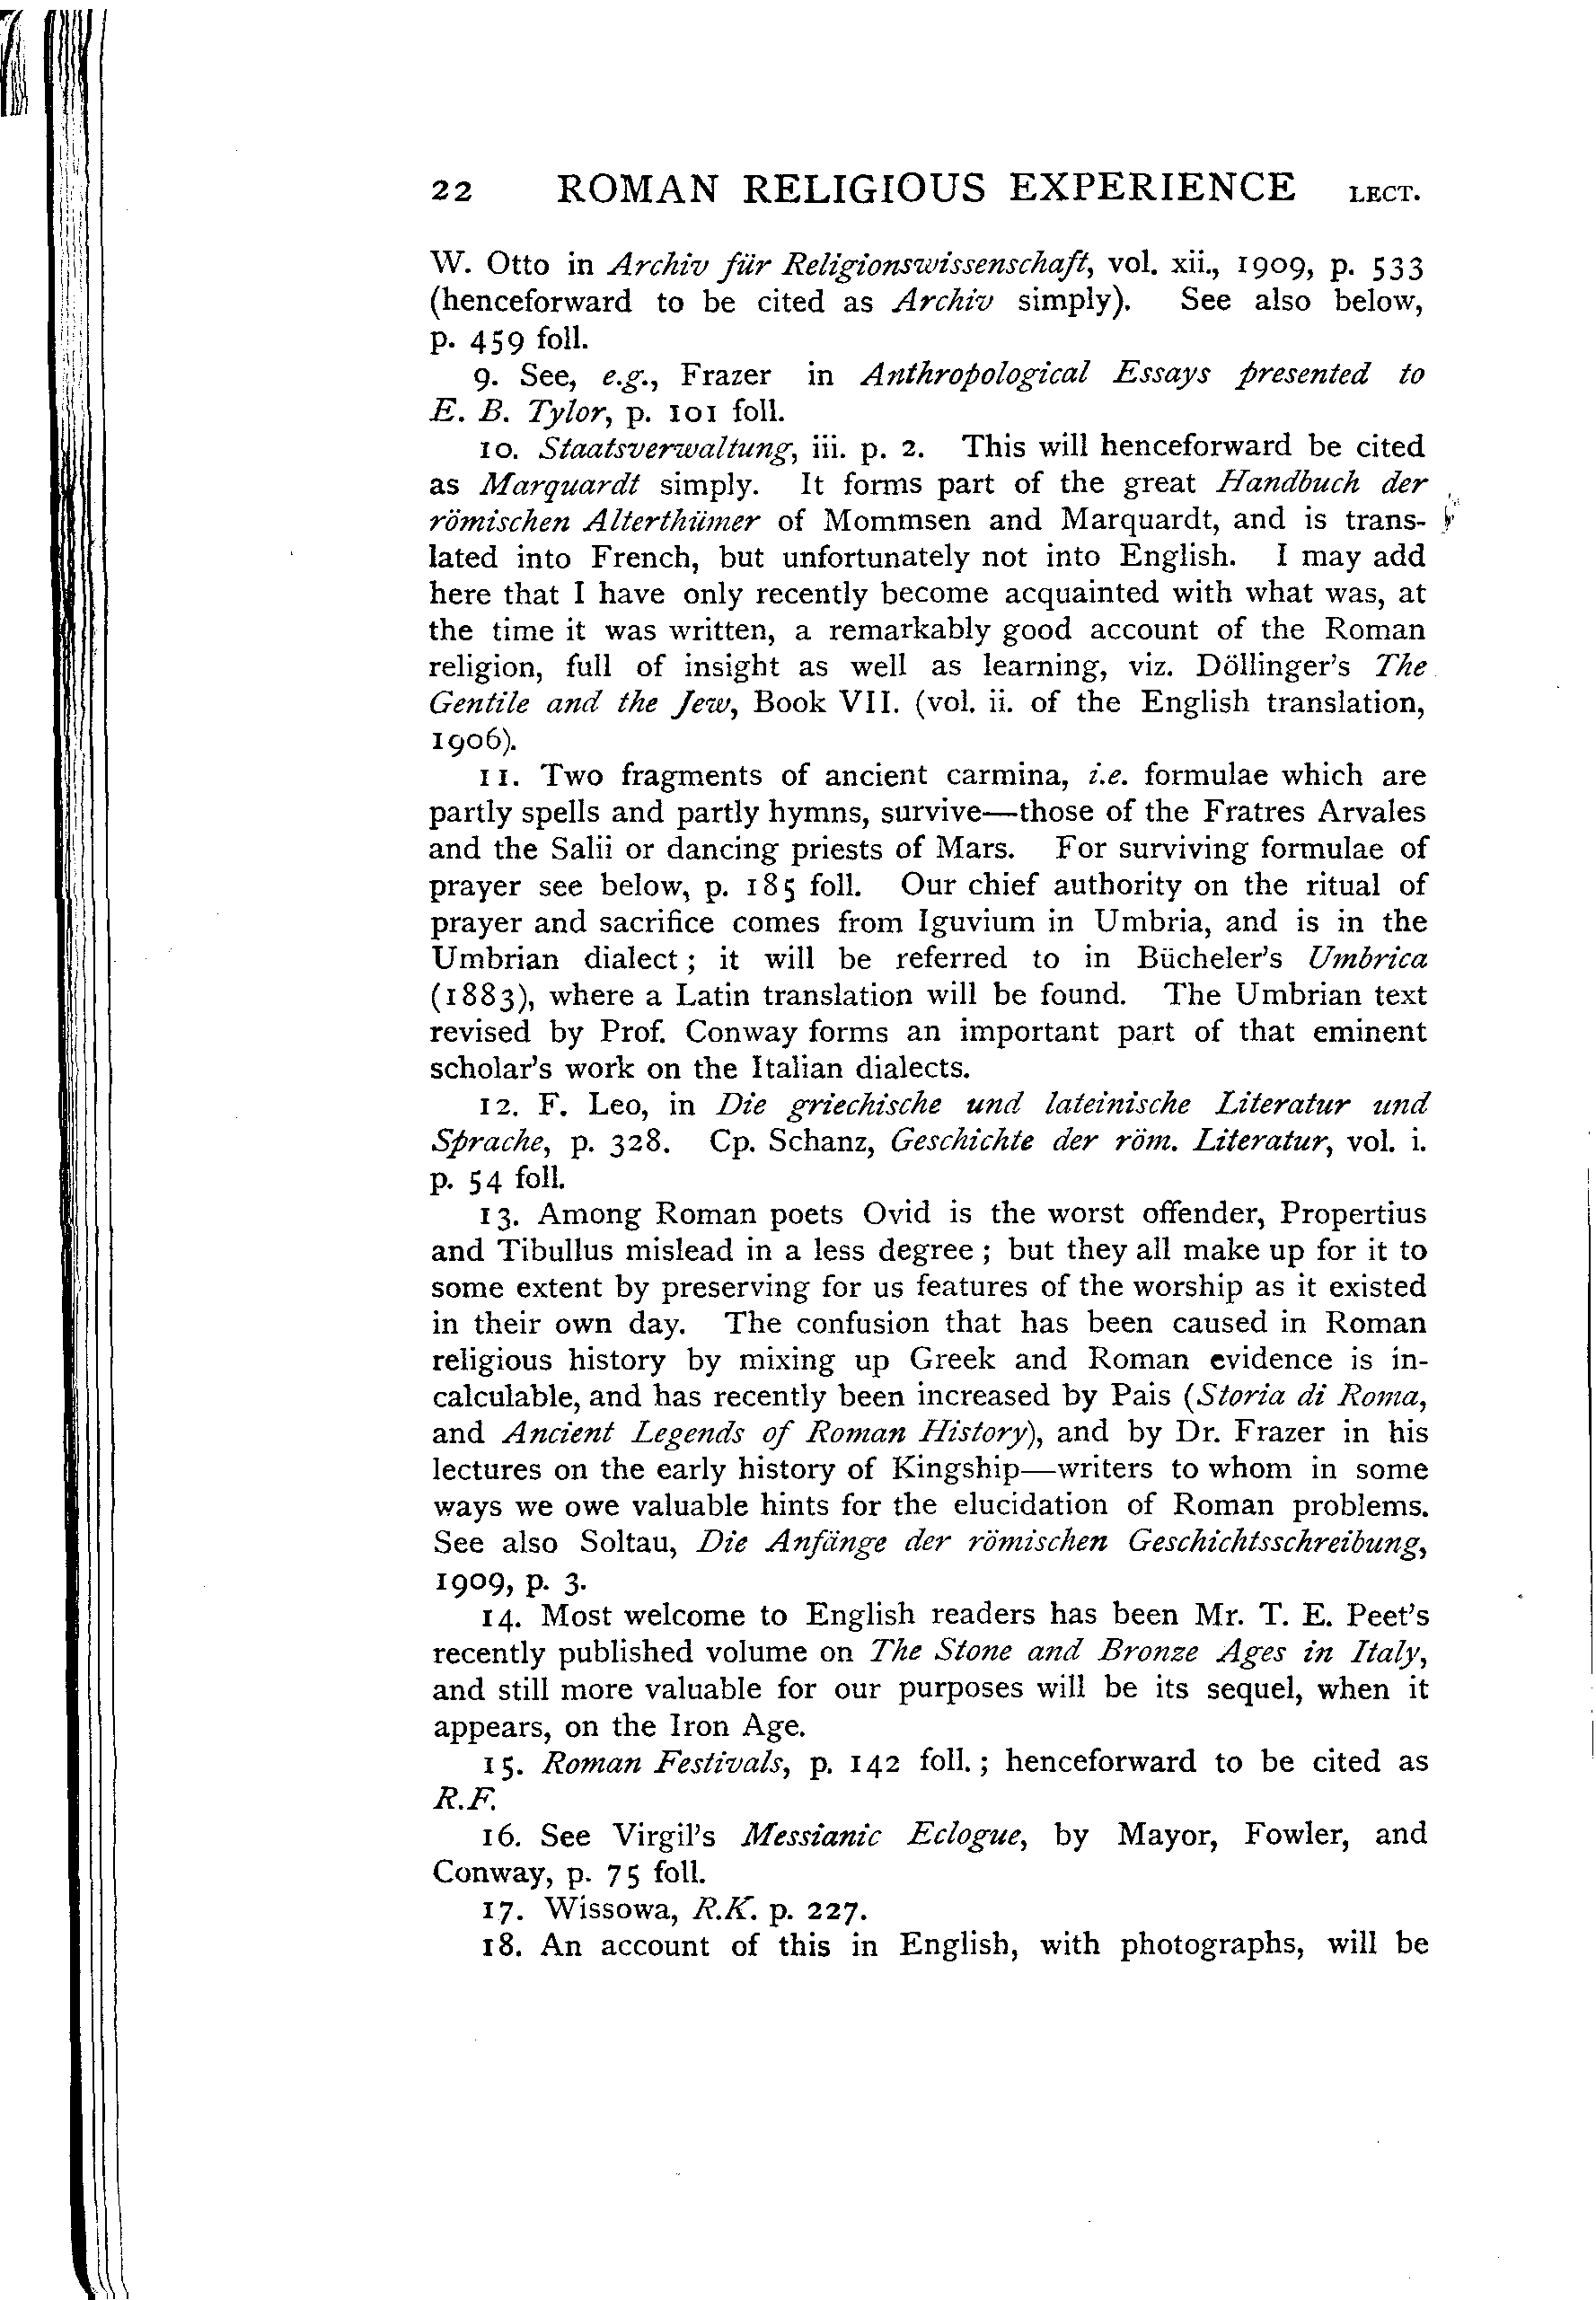 22 ROMAN RELIGIOUS EXPERIENCE LECT.
W. Otto in Archiv für Religionswissenschaft, vol. xii., 1909, p. 533
(henceforward to be cited as Archiv simply). See also below,
p. 459 foll.
9. See, e.g., Frazer in Anthropological Essays presented to
E. B. Tylor, p. 101 foll.
10. Staatsverwaltung, iii. p. 2. This will henceforward be cited
as Marquardt simply. It forms part of the great Handbuch der
römischen Alterthümer of Mommsen and Marquardt, and is trans-
lated into French, but unfortunately not into English. I may add
here that I have only recently become acquainted with what was, at
the time it was written, a remarkably good account of the Roman
religion, full of insight as well as learning, viz. Döllinger's The
Gentile and the Jew, Book VII. (vol. ii. of the English translation,
1906).
11. Two fragments of ancient carmina, i.e. formulae which are
partly spells and partly hymns, survive—those of the Fratres Arvales
and the Salii or dancing priests of Mars. For surviving formulae of
prayer see below, p. 185 foll. Our chief authority on the ritual of
prayer and sacrifice comes from Iguvium in Umbria, and is in the
Umbrian dialect; it will be referred to in Bücheler's Umbrica
(1883), where a Latin translation will be found. The Umbrian text
revised by Prof. Conway forms an important part of that eminent
scholar's work on the Italian dialects.
12. F. Leo, in Die griechische und lateinische Literatur und
Sprache, p. 328. Cp. Schanz, Geschichte der röm. Literatur, vol. i.
p. 54 foll.
13. Among Roman poets Ovid is the worst offender, Propertius
and Tibullus mislead in a less degree; but they all make up for it to
some extent by preserving for us features of the worship as it existed
in their own day. The confusion that has been caused in Roman
religious history by mixing up Greek and Roman evidence is in-
calculable, and has recently been increased by Pais (Storia di Roma,
and Ancient Legends of Roman History), and by Dr. Frazer in his
lectures on the early history of Kingship—writers to whom in some
ways we owe valuable hints for the elucidation of Roman problems.
See also Soltau, Die Anfänge der römischen Geschichtsschreibung,
1909, p. 3.
14. Most welcome to English readers has been Mr. T. E. Peet's
recently published volume on The Stone and Bronze Ages in Italy,
and still more valuable for our purposes will be its sequel, when it
appears, on the Iron Age.
15. Roman Festivals, p. 142 foll.; henceforward to be cited as
R.F.
16. See Virgil's Messianic Eclogue, by Mayor, Fowler, and
Conway, p. 75 foll.
17. Wissowa, R.K. p. 227.
18. An account of this in English, with photographs, will be